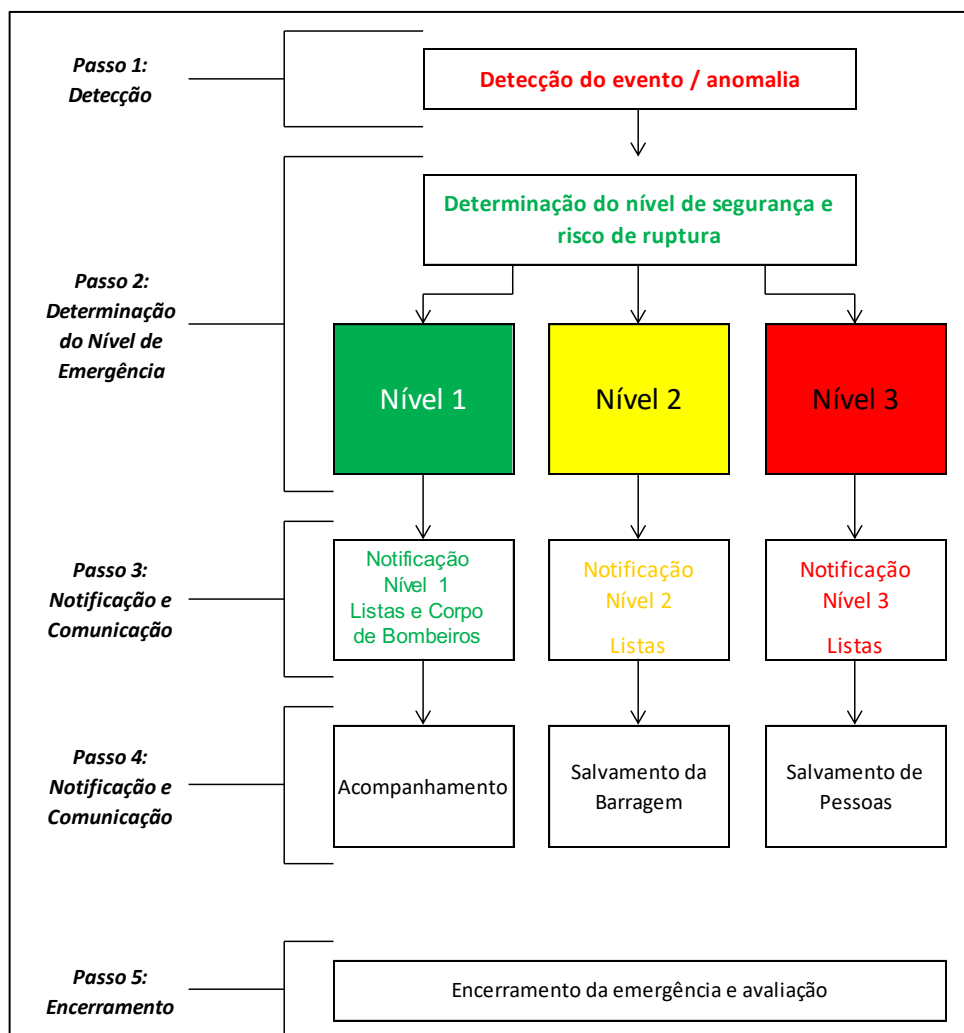 Passo 1:
Detecção
Detecção do evento / anomalia
Passo 2:
Determinação
do Nível de
Emergência
Determinação do nível de segurança e
risco de ruptura
Nível 1
Nível 2
Nível 3
Passo 3:
Notificação e
Comunicação
Notificação
Nível 1
Listas e Corpo
de Bombeiros
Notificação
Nível 2
Listas
Notificação
Nível 3
Listas
Passo 4:
Notificação e
Comunicação
Acompanhamento
Salvamento da
Barragem
Salvamento de
Pessoas
Passo 5:
Encerramento
Encerramento da emergência e avaliação